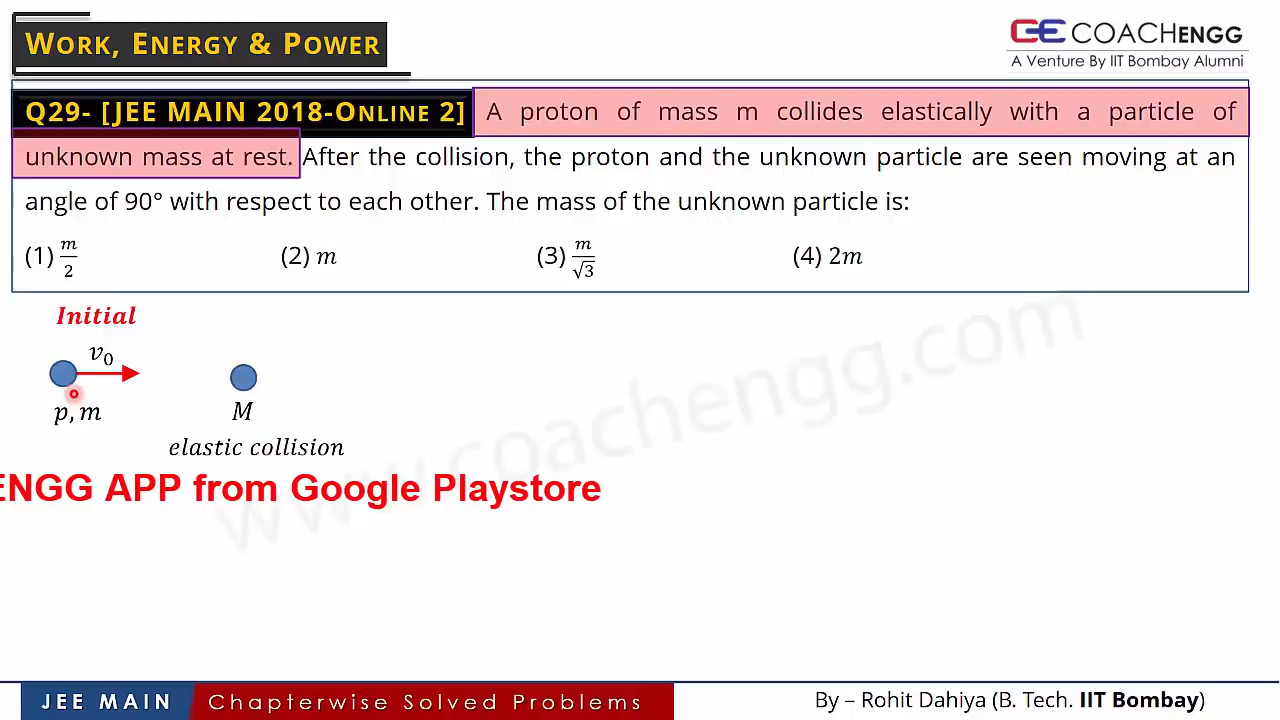 WORK, ENERGY & POWER
CE COACHENGG
A Venture By IIT Bombay Alumni
Q29- [JEE MAIN 2018-ONLINE 2] A proton of mass m collides elastically with a particle of
unknown mass at rest. After the collision, the proton and the unknown particle are seen moving at an
angle of 90° with respect to each other. The mass of the unknown particle is:
(1) m/2 (2) m (3) m/√3 (4) 2m
Initial
v₀
p, m M
elastic collision
ENGG APP from Google Playstore
www.coachengg.com
JEE MAIN Chapterwise Solved Problems By – Rohit Dahiya (B. Tech. IIT Bombay)